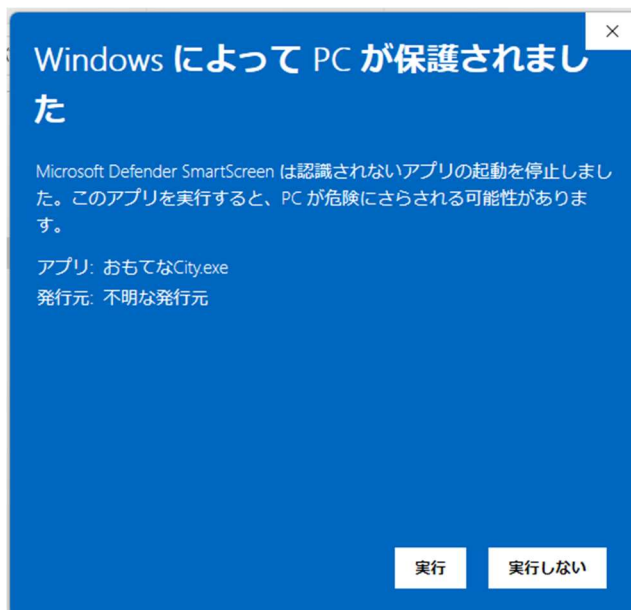 Windows によって PC が保護されまし
た
Microsoft Defender SmartScreen は認識されないアプリの起動を停止しまし
た。このアプリを実行すると、PC が危険にさらされる可能性がありま
す。
アプリ: おもてなCity.exe
発行元: 不明な発行元
実行 実行しない